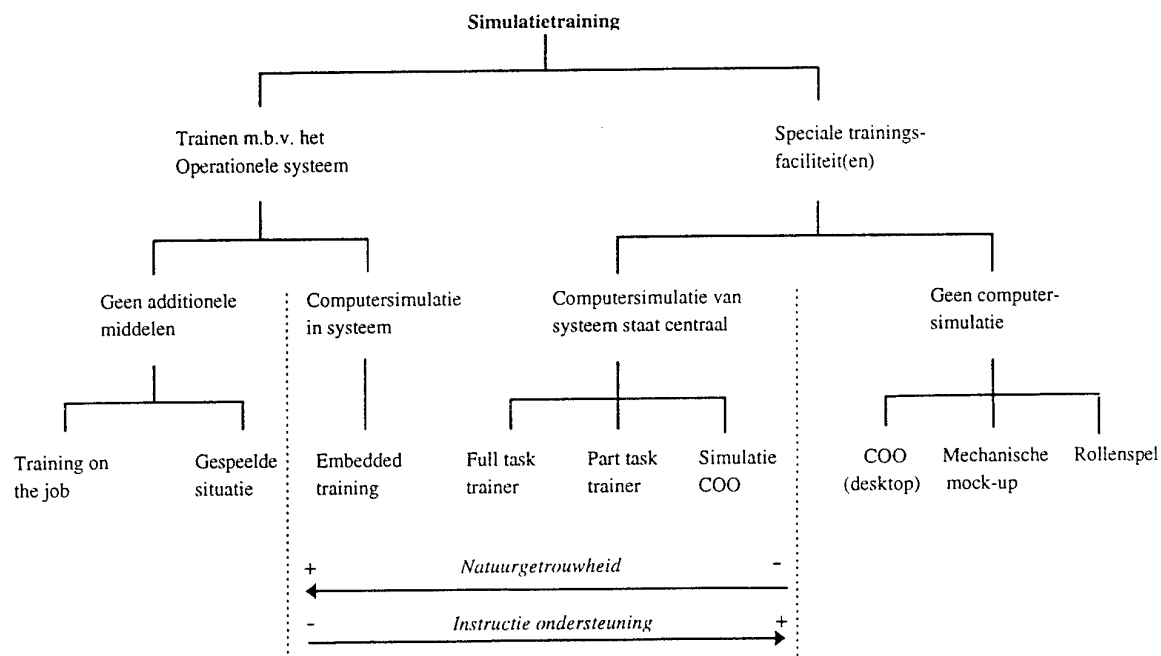 Simulatietraining
Trainen m.b.v. het
Operationele systeem
Speciale trainings-
faciliteit(en)
Geen additionele
middelen
Computersimulatie
in systeem
Computersimulatie van
systeem staat centraal
Geen computer-
simulatie
Training on
the job
Gespeelde
situatie
Embedded
training
Full task
trainer
Part task
trainer
Simulatie
COO
COO
(desktop)
Mechanische
mock-up
Rollenspel
+ Natuurgetrouwheid -
- Instructie ondersteuning +